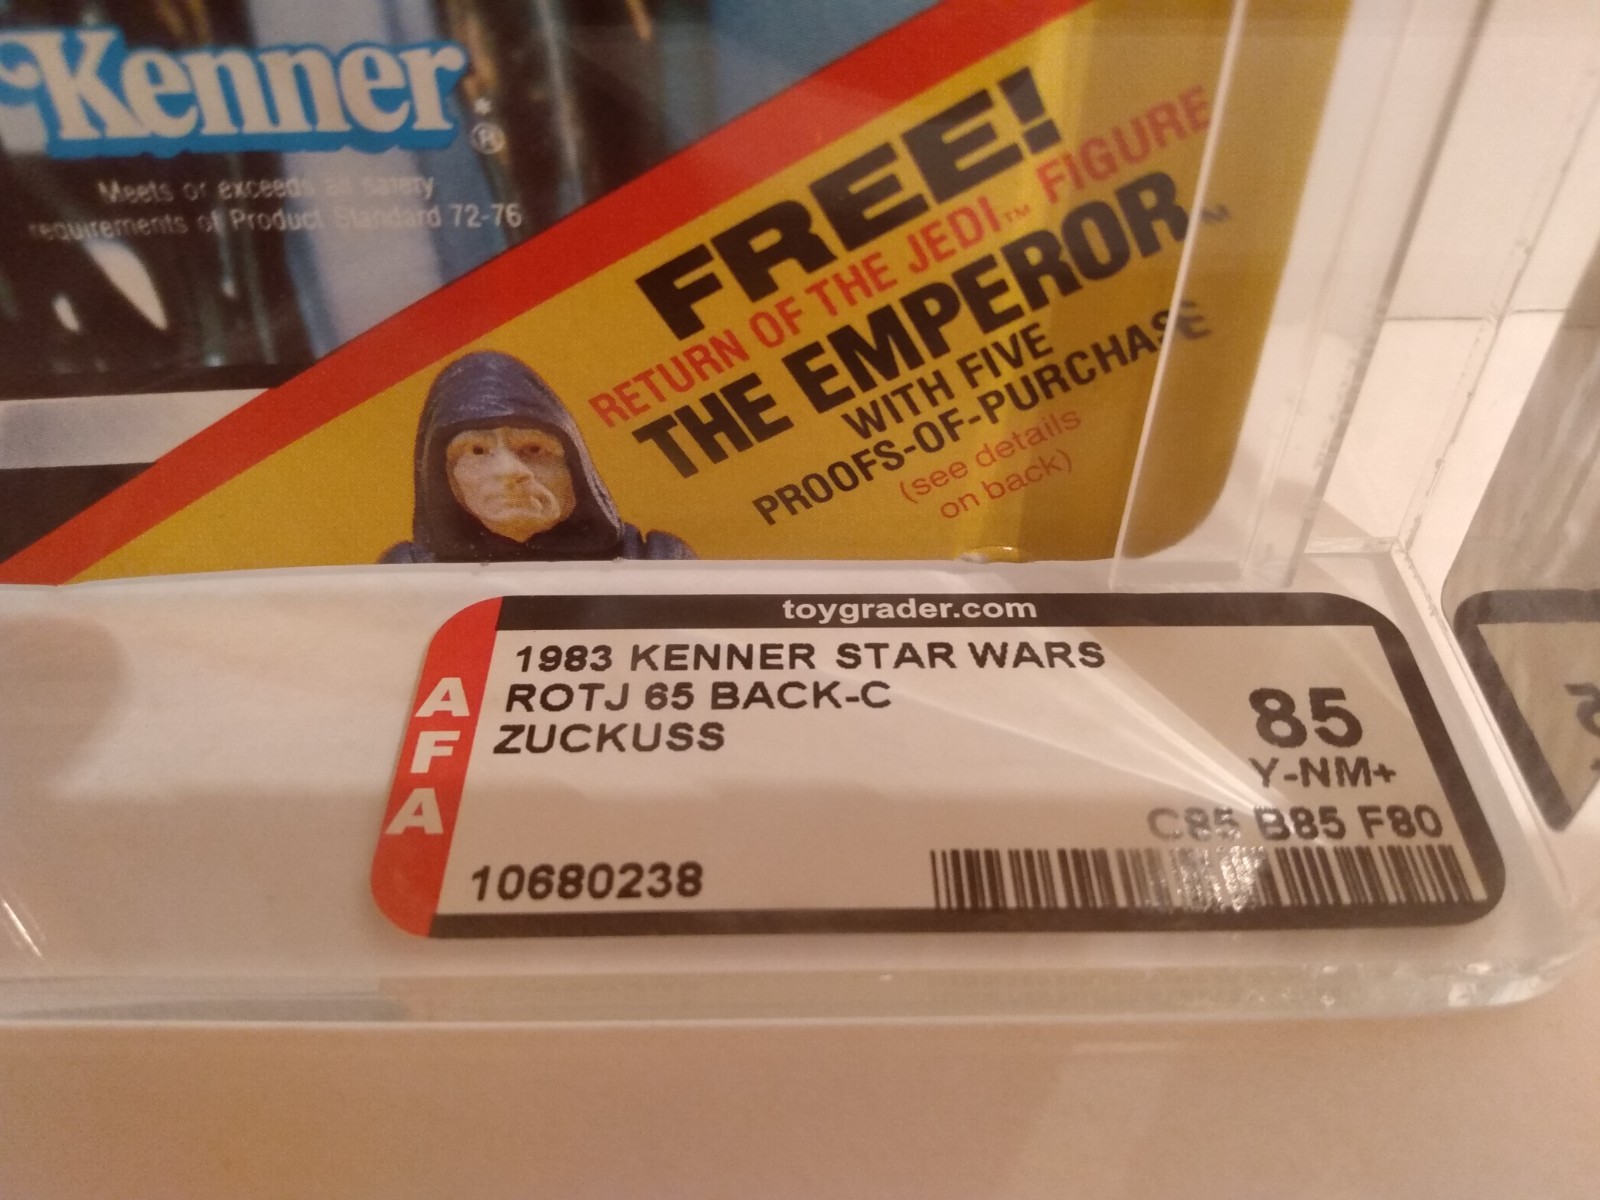 Kenner®
Meets or exceeds all safety
requirements of Product Standard 72-76
FREE!
RETURN OF THE JEDI™ FIGURE
THE EMPEROR™
WITH FIVE
PROOFS-OF-PURCHASE
(see details
on back)
toygrader.com
AFA
1983 KENNER STAR WARS
ROTJ 65 BACK-C
ZUCKUSS
85
Y-NM+
C85 B85 F80
10680238